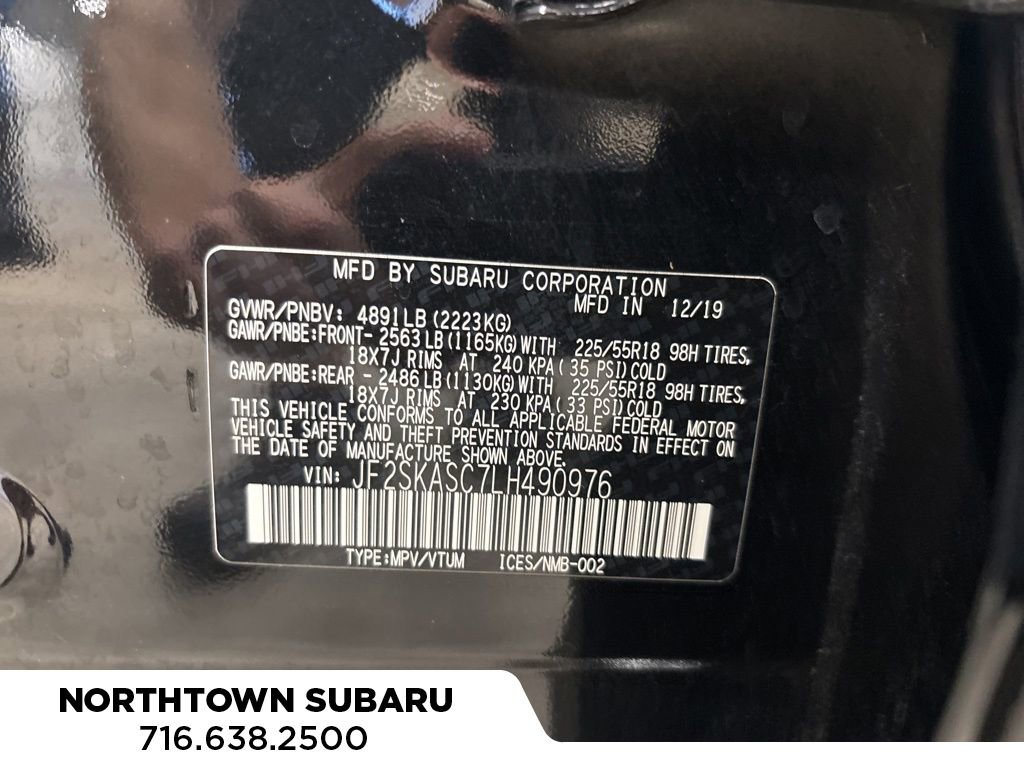 MFD BY SUBARU CORPORATION
MFD IN 12/19
GVWR/PNBV: 4891LB(2223KG)
GAWR/PNBE:FRONT- 2563LB(1165KG)WITH 225/55R18 98H TIRES,
18X7J RIMS AT 240 KPA( 35 PSI)COLD
GAWR/PNBE:REAR - 2486LB(1130KG)WITH 225/55R18 98H TIRES,
18X7J RIMS AT 230 KPA( 33 PSI)COLD
THIS VEHICLE CONFORMS TO ALL APPLICABLE FEDERAL MOTOR
VEHICLE SAFETY AND THEFT PREVENTION STANDARDS IN EFFECT ON
THE DATE OF MANUFACTURE SHOWN ABOVE.
VIN: JF2SKASC7LH490976
TYPE:MPV/VTUM ICES/NMB-002
NORTHTOWN SUBARU
716.638.2500